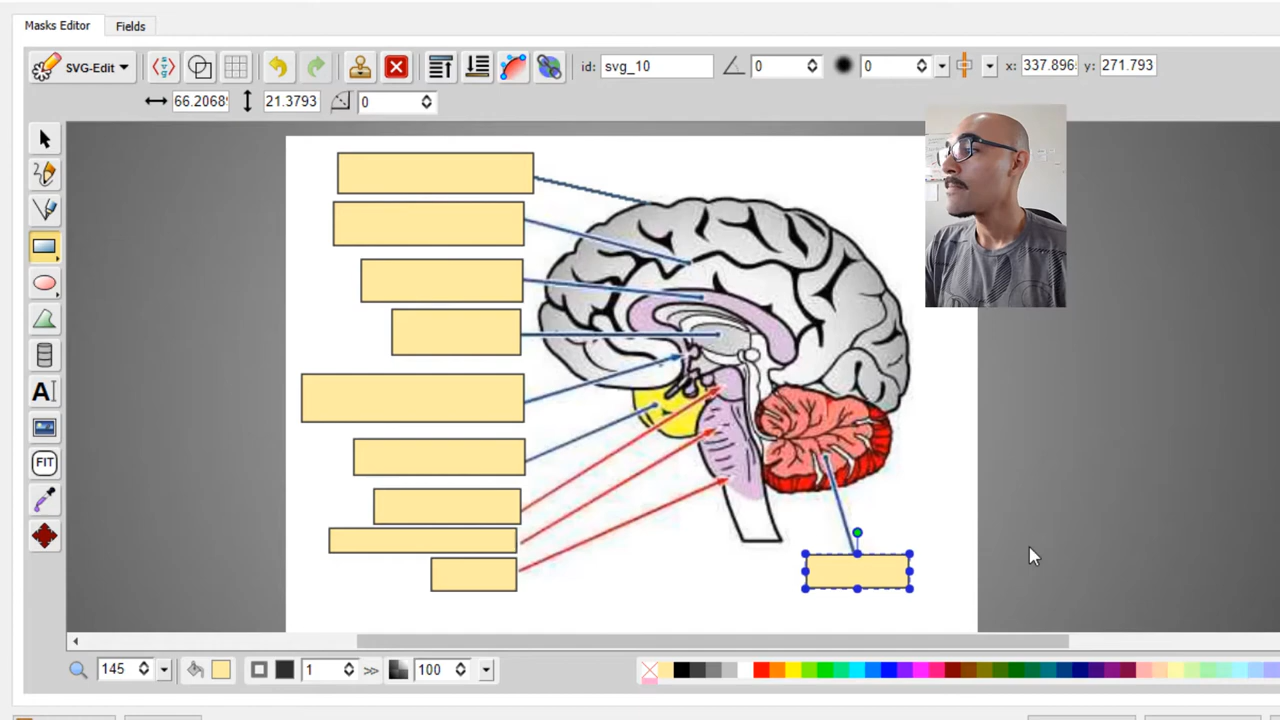 Masks Editor Fields
SVG-Edit id: svg_10 0 0 x: 337.896 y: 271.793
66.2068 21.3793 0
A
FIT
145 1 >> 100